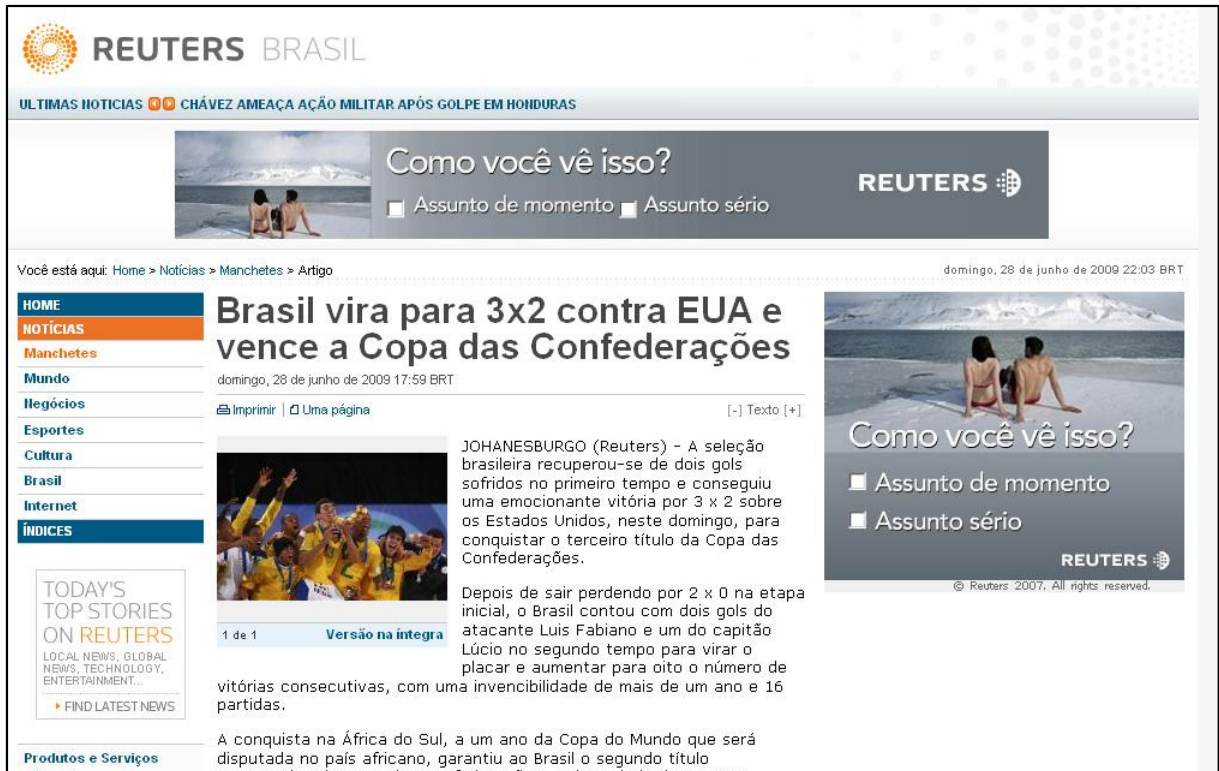 REUTERS BRASIL
ULTIMAS NOTICIAS CHÁVEZ AMEAÇA AÇÃO MILITAR APÓS GOLPE EM HONDURAS
Como você vê isso?
Assunto de momento Assunto sério
REUTERS
Você está aqui: Home > Notícias > Manchetes > Artigo
domingo, 28 de junho de 2009 22:03 BRT
HOME
NOTÍCIAS
Manchetes
Mundo
Negócios
Esportes
Cultura
Brasil
Internet
ÍNDICES
TODAY'S
TOP STORIES
ON REUTERS
LOCAL NEWS, GLOBAL
NEWS, TECHNOLOGY,
ENTERTAINMENT...
FIND LATEST NEWS
Produtos e Serviços
Brasil vira para 3x2 contra EUA e
vence a Copa das Confederações
domingo, 28 de junho de 2009 17:59 BRT
Imprimir | Uma página
[-] Texto [+]
1 de 1 Versão na íntegra
JOHANESBURGO (Reuters) - A seleção
brasileira recuperou-se de dois gols
sofridos no primeiro tempo e conseguiu
uma emocionante vitória por 3 x 2 sobre
os Estados Unidos, neste domingo, para
conquistar o terceiro título da Copa das
Confederações.
Depois de sair perdendo por 2 x 0 na etapa
inicial, o Brasil contou com dois gols do
atacante Luis Fabiano e um do capitão
Lúcio no segundo tempo para virar o
placar e aumentar para oito o número de
vitórias consecutivas, com uma invencibilidade de mais de um ano e 16
partidas.
A conquista na África do Sul, a um ano da Copa do Mundo que será
disputada no país africano, garantiu ao Brasil o segundo título
Como você vê isso?
Assunto de momento
Assunto sério
REUTERS
© Reuters 2007. All rights reserved.